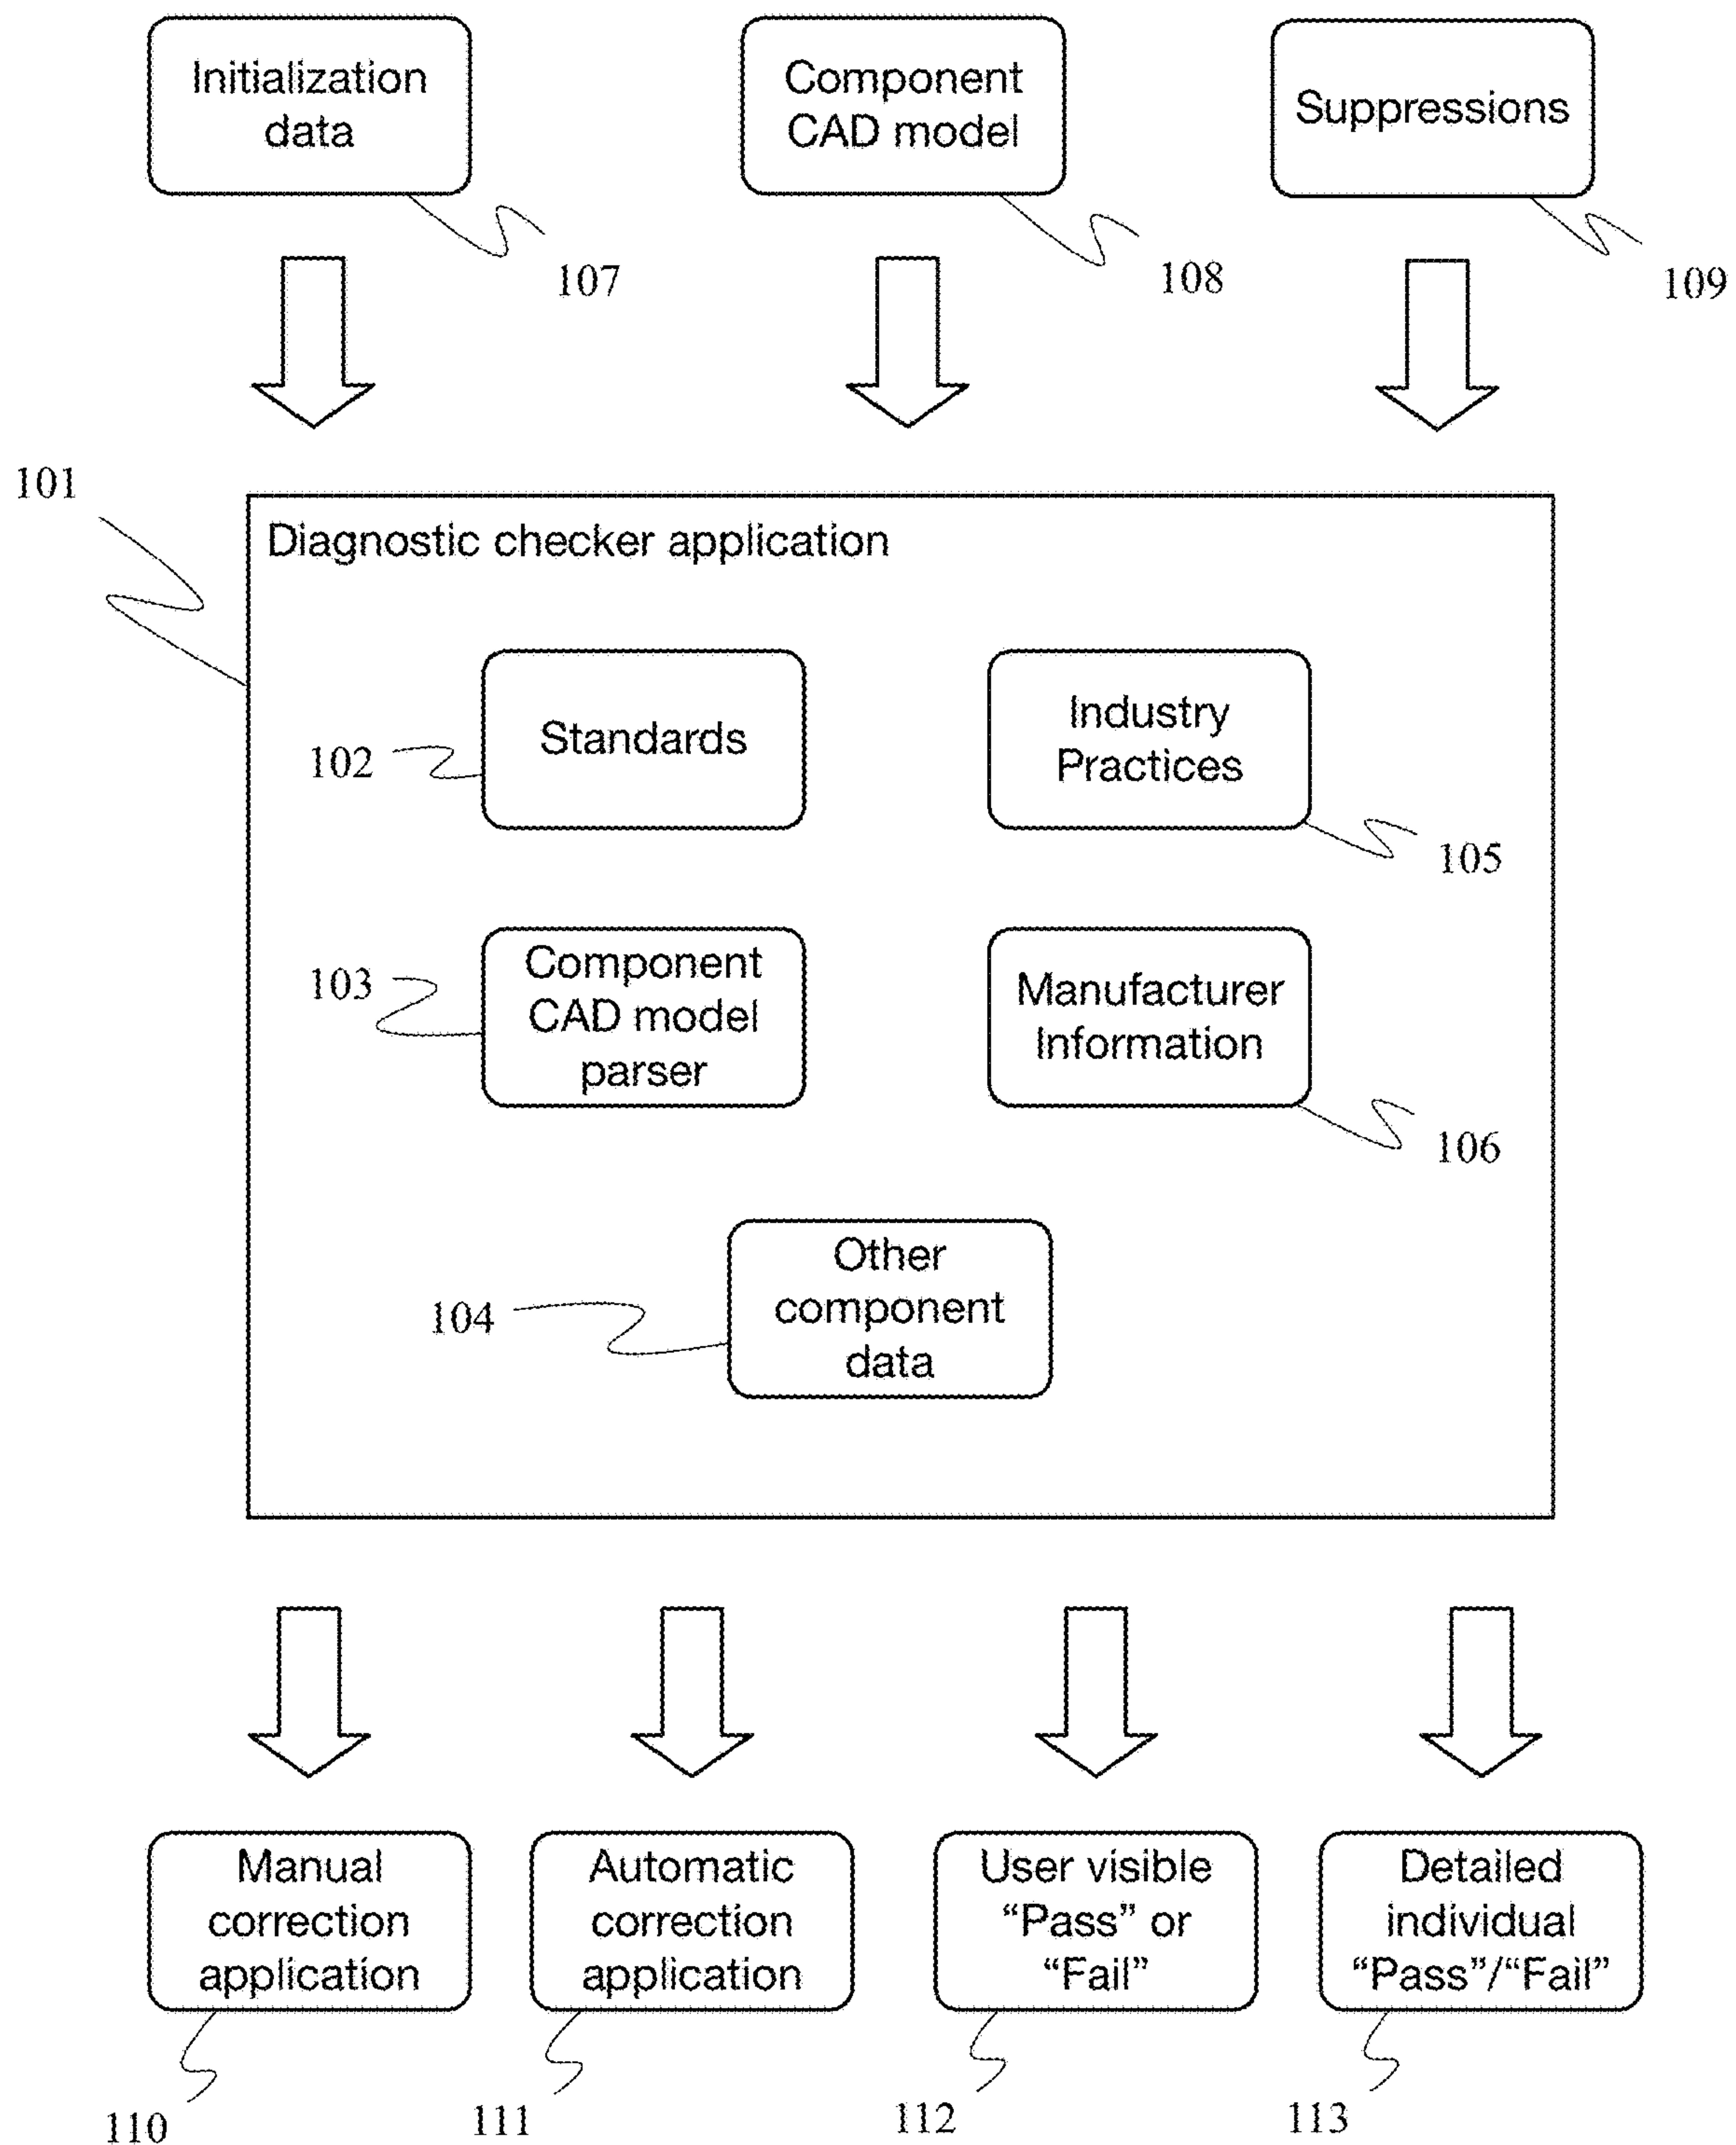 Initialization
data
107
Component
CAD model
108
Suppressions
109
101
Diagnostic checker application
Standards
102
Industry
Practices
105
Component
CAD model
parser
103
Manufacturer
Information
106
Other
component
data
104
Manual
correction
application
110
Automatic
correction
application
111
User visible
“Pass” or
“Fail”
112
Detailed
individual
“Pass”/“Fail”
113